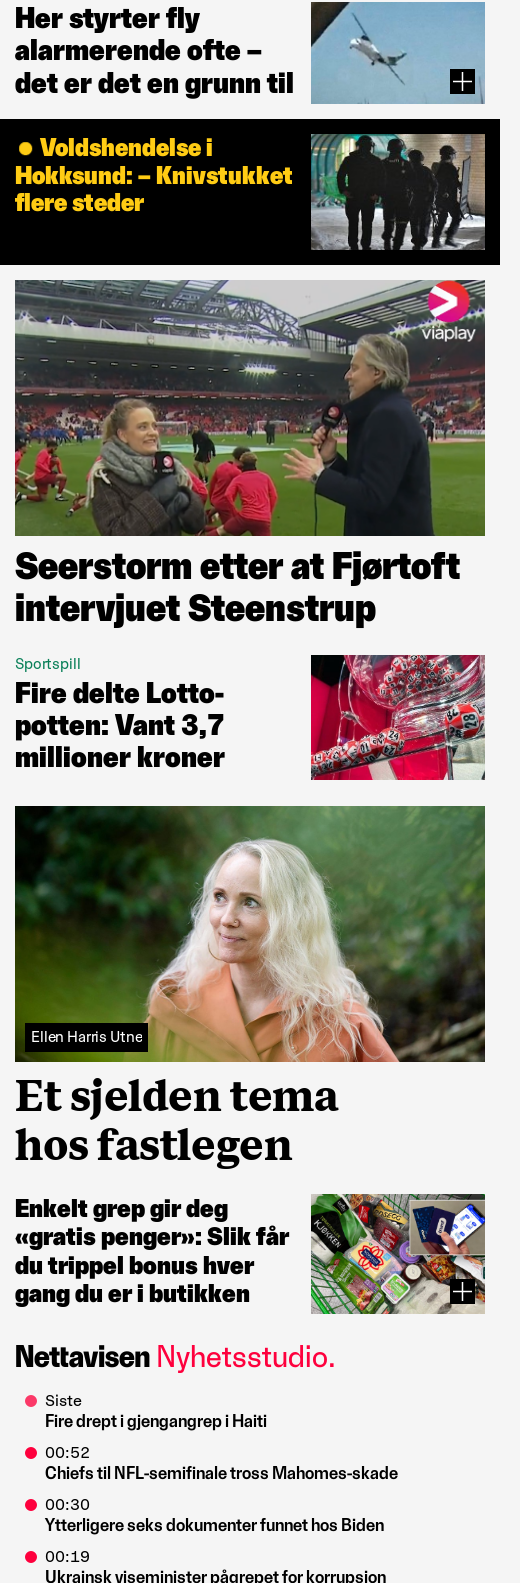 Her styrter fly
alarmerende ofte –
det er det en grunn til
Voldshendelse i
Hokksund: – Knivstukket
flere steder
viaplay
Seerstorm etter at Fjørtoft
intervjuet Steenstrup
Sportspill
Fire delte Lotto-
potten: Vant 3,7
millioner kroner
28
Ellen Harris Utne
Et sjelden tema
hos fastlegen
Enkelt grep gir deg
«gratis penger»: Slik får
du trippel bonus hver
gang du er i butikken
KJØKKEN
Nettavisen Nyhetsstudio.
Siste
Fire drept i gjengangrep i Haiti
00:52
Chiefs til NFL-semifinale tross Mahomes-skade
00:30
Ytterligere seks dokumenter funnet hos Biden
00:19
Ukrainsk viseminister pågrepet for korrupsjon